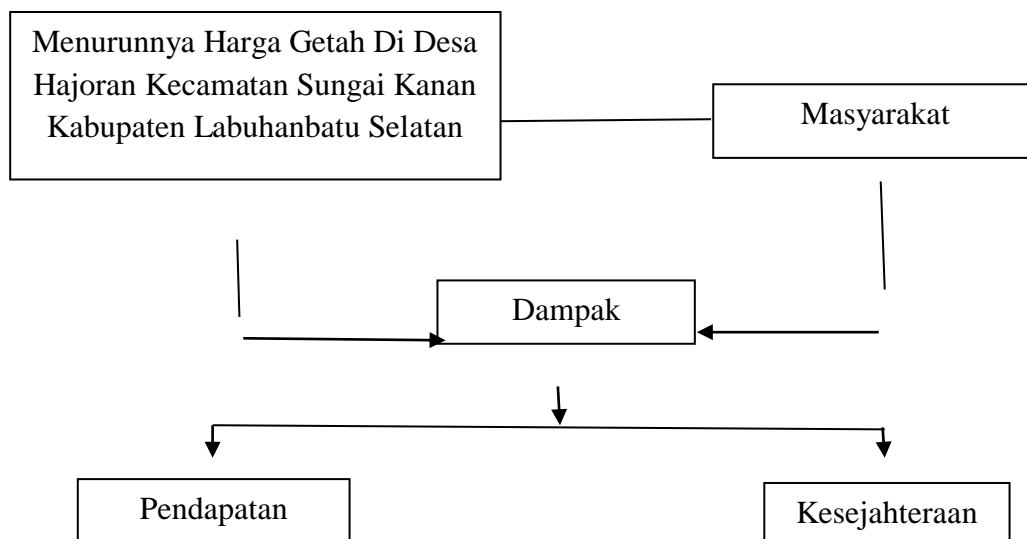 Menurunnya Harga Getah Di Desa
Hajoran Kecamatan Sungai Kanan
Kabupaten Labuhanbatu Selatan
Masyarakat
Dampak
Pendapatan
Kesejahteraan